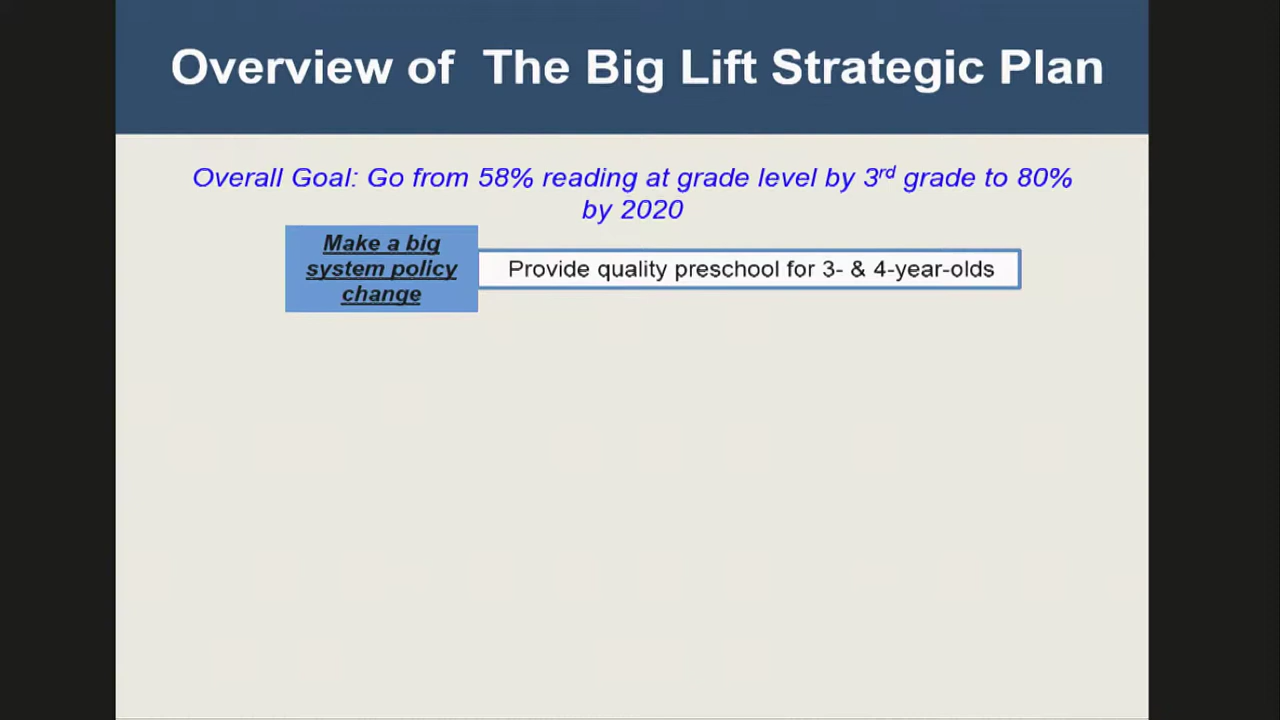 Overview of The Big Lift Strategic Plan
Overall Goal: Go from 58% reading at grade level by 3rd grade to 80%
by 2020
Make a big
system policy
change
Provide quality preschool for 3- & 4-year-olds